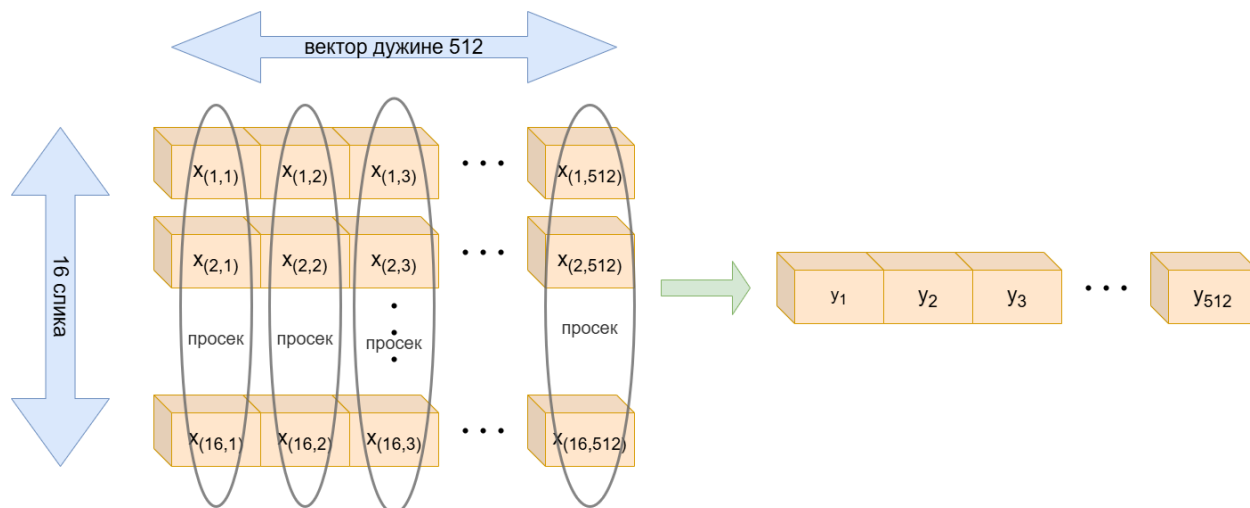 вектор дужине 512
16 слика
x(1,1) x(1,2) x(1,3) • • • x(1,512)
x(2,1) x(2,2) x(2,3) • • • x(2,512)
y1 y2 y3 • • • y512
просек просек просек просек
x(16,1) x(16,2) x(16,3) • • • x(16,512)